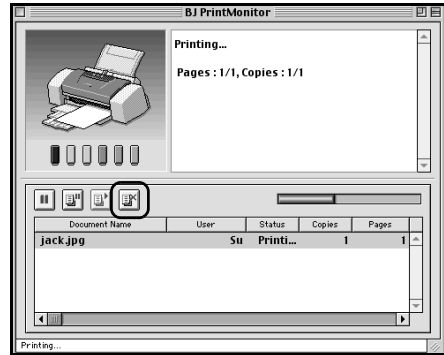 BJ PrintMonitor
Printing...
Pages : 1/1, Copies : 1/1
Document Name User Status Copies Pages
jack.jpg Su Printi... 1 1
Printing...